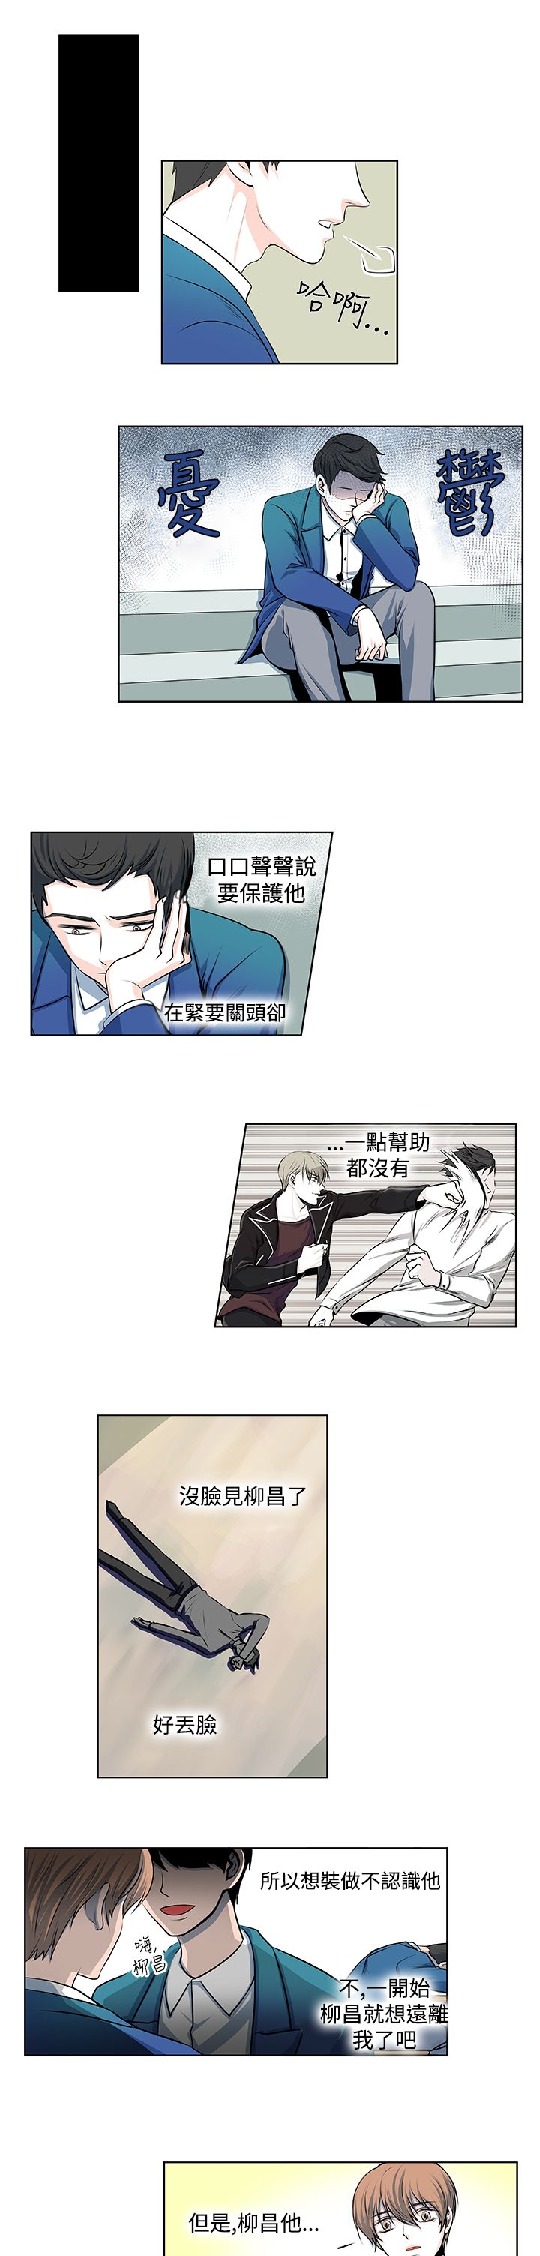 哈啊...
憂鬱
口口聲聲說
要保護他
在緊要關頭卻
...一點幫助
都沒有
沒臉見柳昌了
好丟臉
所以想裝做不認識他
嗨,
柳昌
不,一開始
柳昌就想遠離
我了吧
但是,柳昌他...